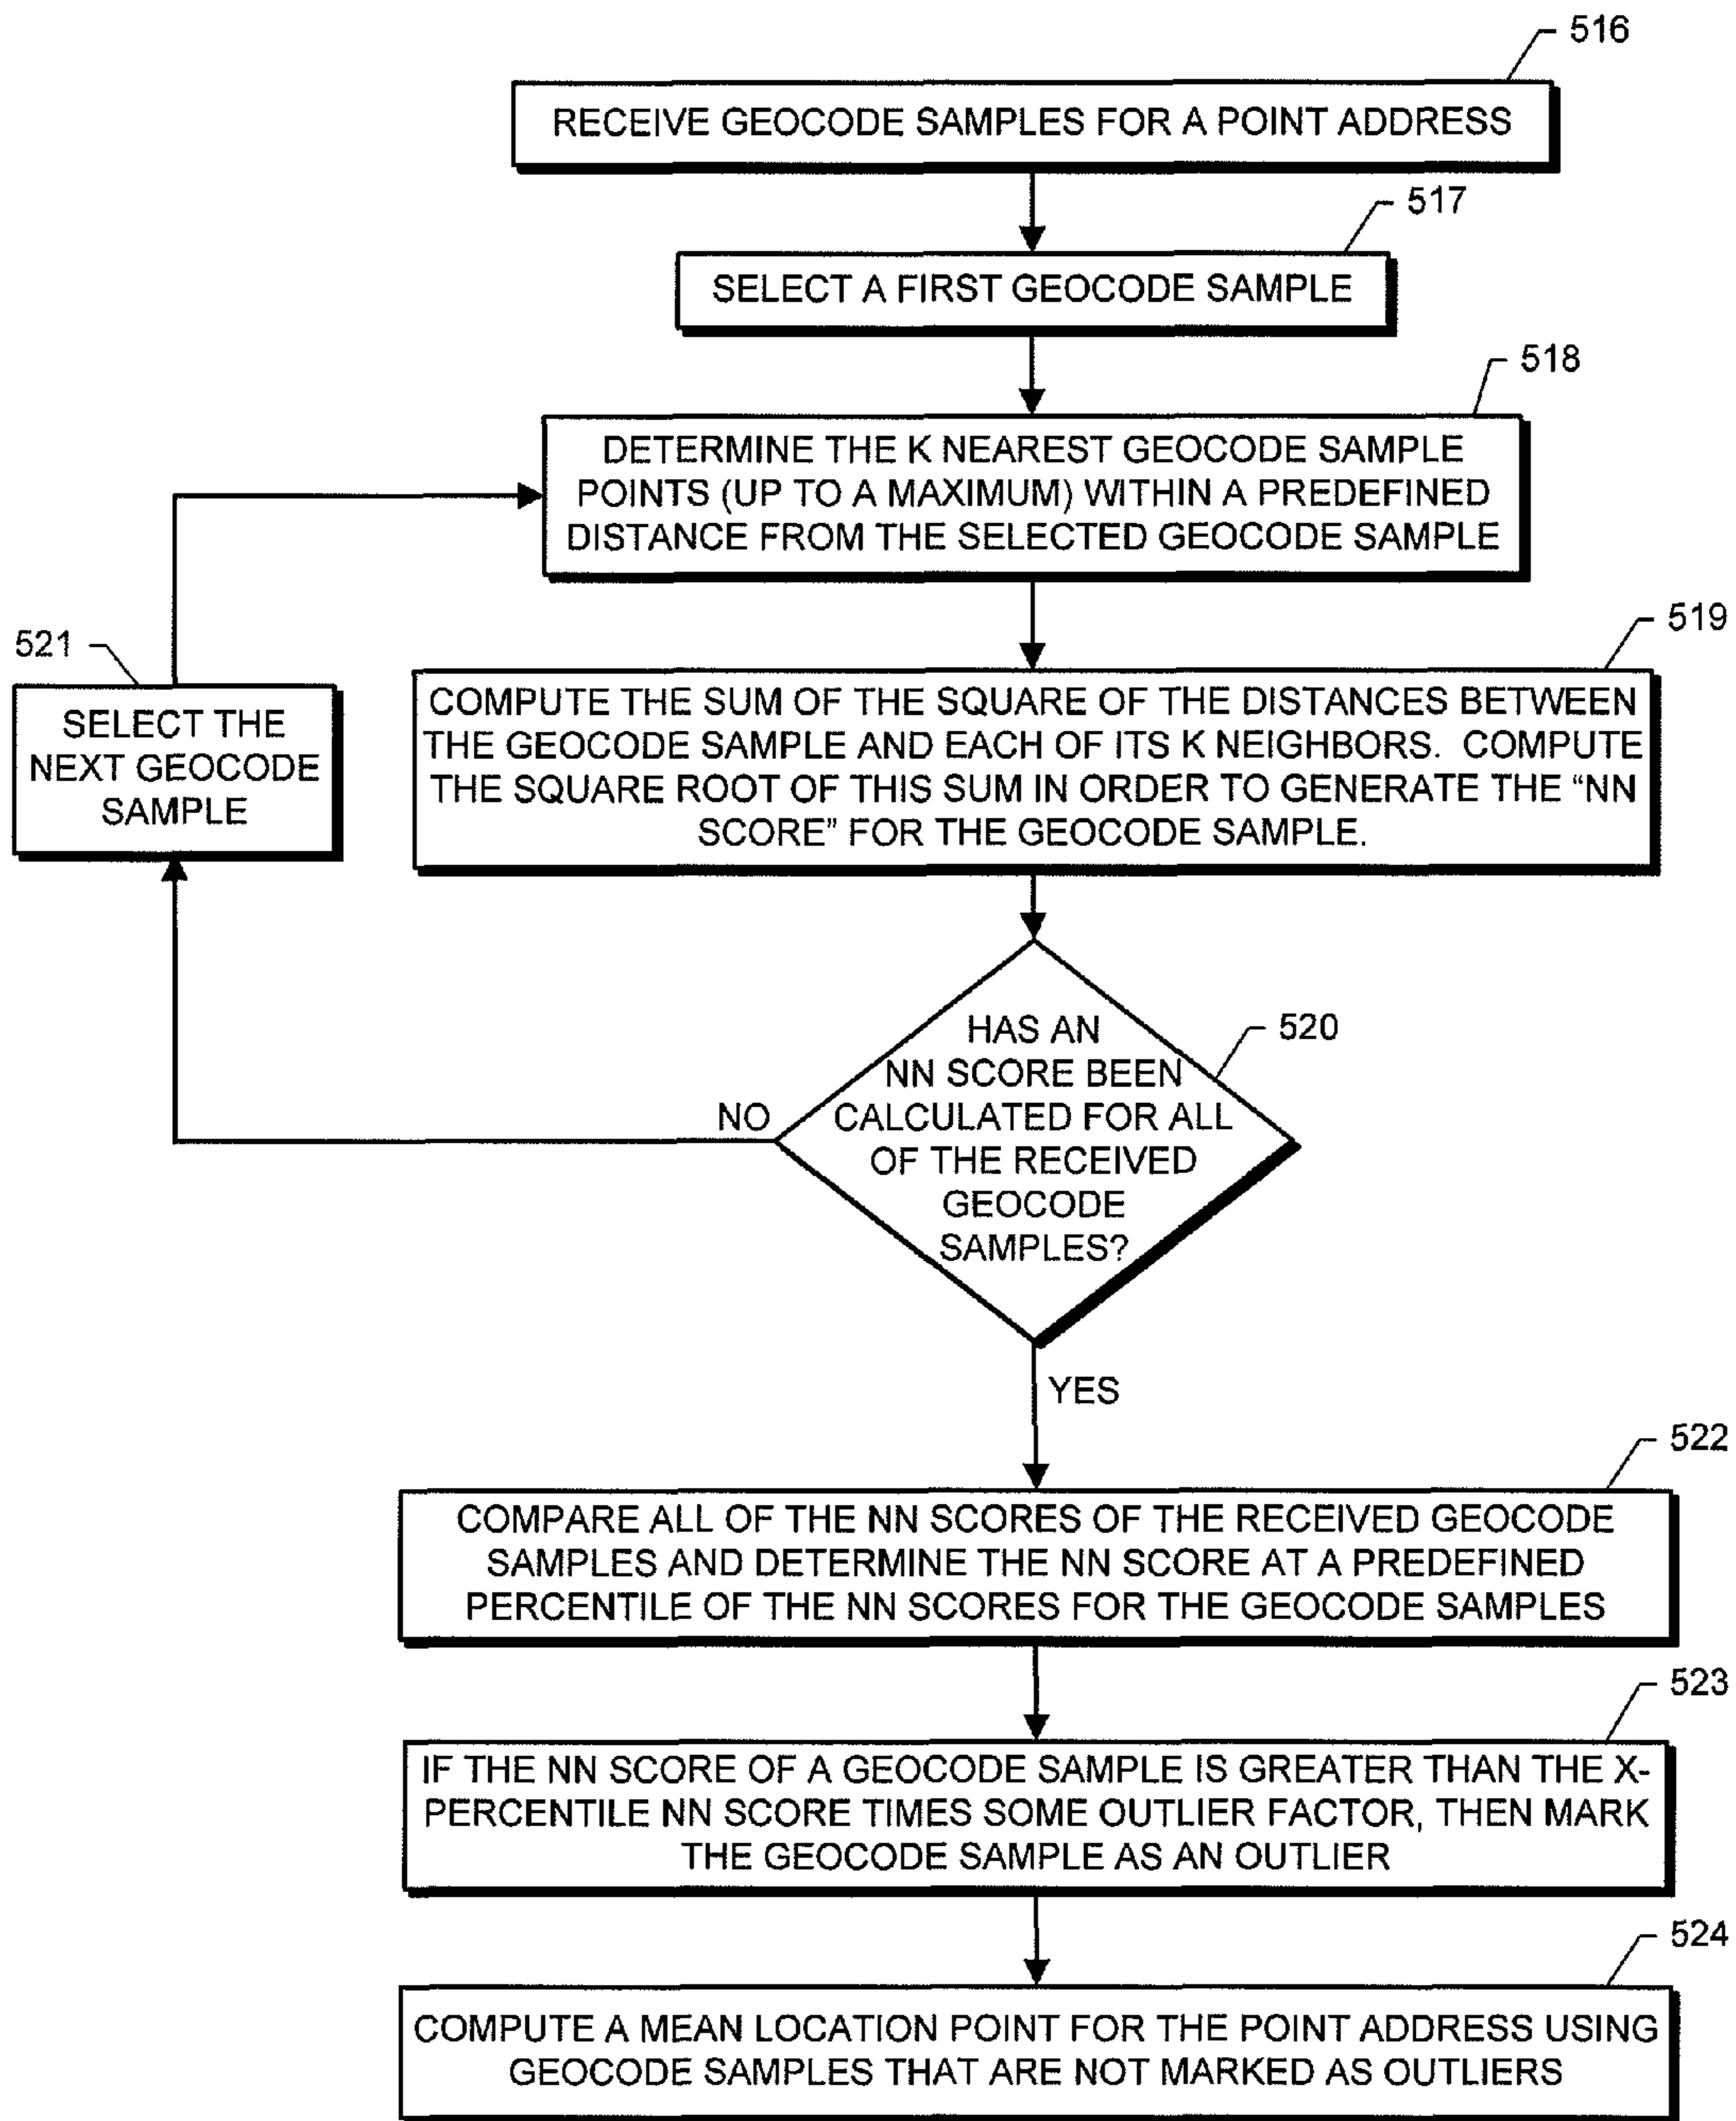 516
RECEIVE GEOCODE SAMPLES FOR A POINT ADDRESS
517
SELECT A FIRST GEOCODE SAMPLE
518
DETERMINE THE K NEAREST GEOCODE SAMPLE
POINTS (UP TO A MAXIMUM) WITHIN A PREDEFINED
DISTANCE FROM THE SELECTED GEOCODE SAMPLE
519
COMPUTE THE SUM OF THE SQUARE OF THE DISTANCES BETWEEN
THE GEOCODE SAMPLE AND EACH OF ITS K NEIGHBORS. COMPUTE
THE SQUARE ROOT OF THIS SUM IN ORDER TO GENERATE THE “NN
SCORE” FOR THE GEOCODE SAMPLE.
521
SELECT THE
NEXT GEOCODE
SAMPLE
520
HAS AN
NN SCORE BEEN
CALCULATED FOR ALL
OF THE RECEIVED
GEOCODE
SAMPLES?
NO
YES
522
COMPARE ALL OF THE NN SCORES OF THE RECEIVED GEOCODE
SAMPLES AND DETERMINE THE NN SCORE AT A PREDEFINED
PERCENTILE OF THE NN SCORES FOR THE GEOCODE SAMPLES
523
IF THE NN SCORE OF A GEOCODE SAMPLE IS GREATER THAN THE X-
PERCENTILE NN SCORE TIMES SOME OUTLIER FACTOR, THEN MARK
THE GEOCODE SAMPLE AS AN OUTLIER
524
COMPUTE A MEAN LOCATION POINT FOR THE POINT ADDRESS USING
GEOCODE SAMPLES THAT ARE NOT MARKED AS OUTLIERS